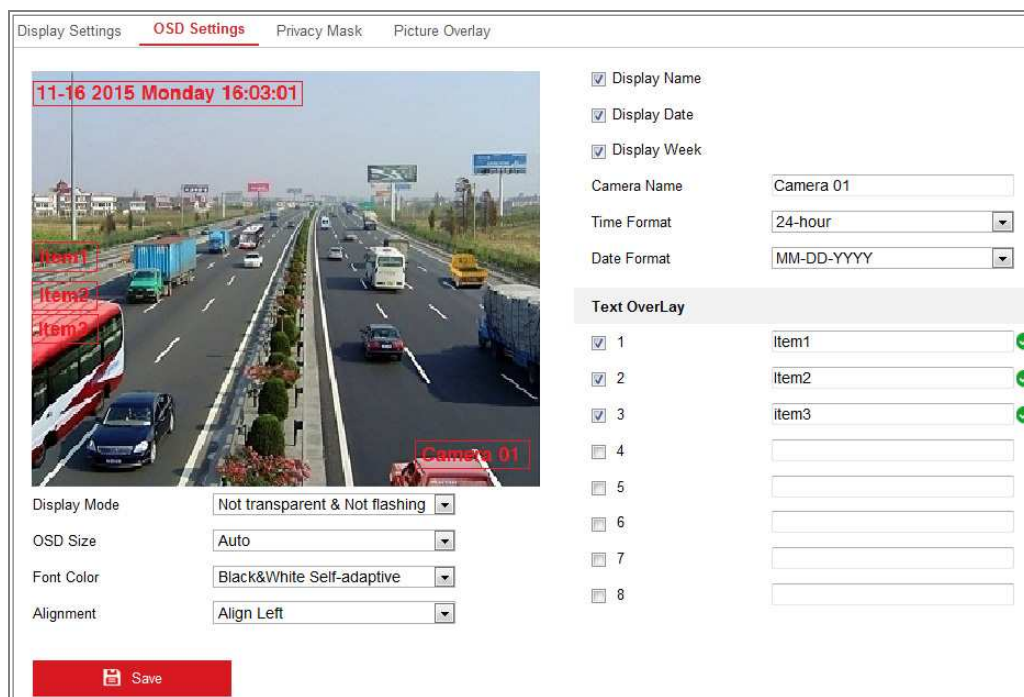 Display Settings OSD Settings Privacy Mask Picture Overlay
11-16 2015 Monday 16:03:01
Item1
Item2
Item3
Camera 01
Display Mode Not transparent & Not flashing
OSD Size Auto
Font Color Black&White Self-adaptive
Alignment Align Left
Save
Display Name
Display Date
Display Week
Camera Name Camera 01
Time Format 24-hour
Date Format MM-DD-YYYY
Text OverLay
1 Item1
2 Item2
3 item3
4
5
6
7
8